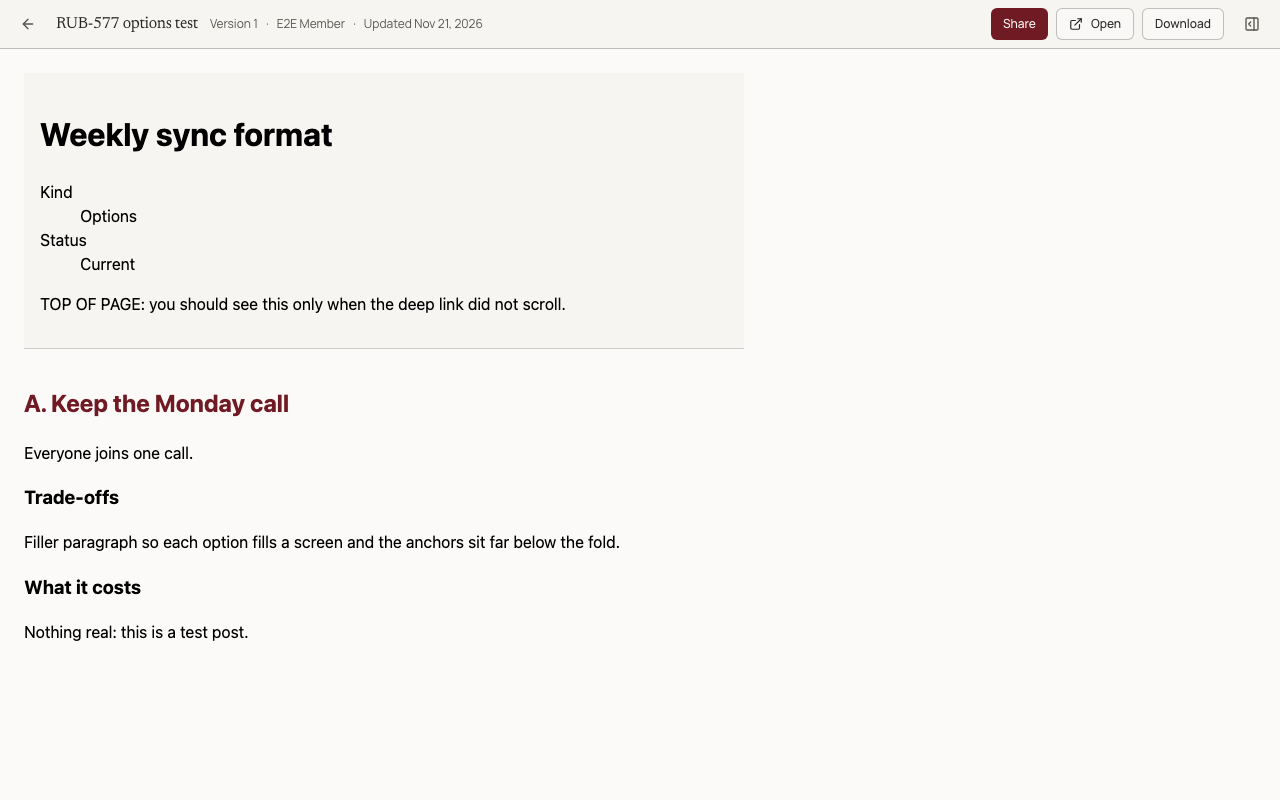 RUB-577 options test Version 1 · E2E Member · Updated Nov 21, 2026 Share Open Download
Weekly sync format
Kind
Options
Status
Current
TOP OF PAGE: you should see this only when the deep link did not scroll.
A. Keep the Monday call
Everyone joins one call.
Trade-offs
Filler paragraph so each option fills a screen and the anchors sit far below the fold.
What it costs
Nothing real: this is a test post.